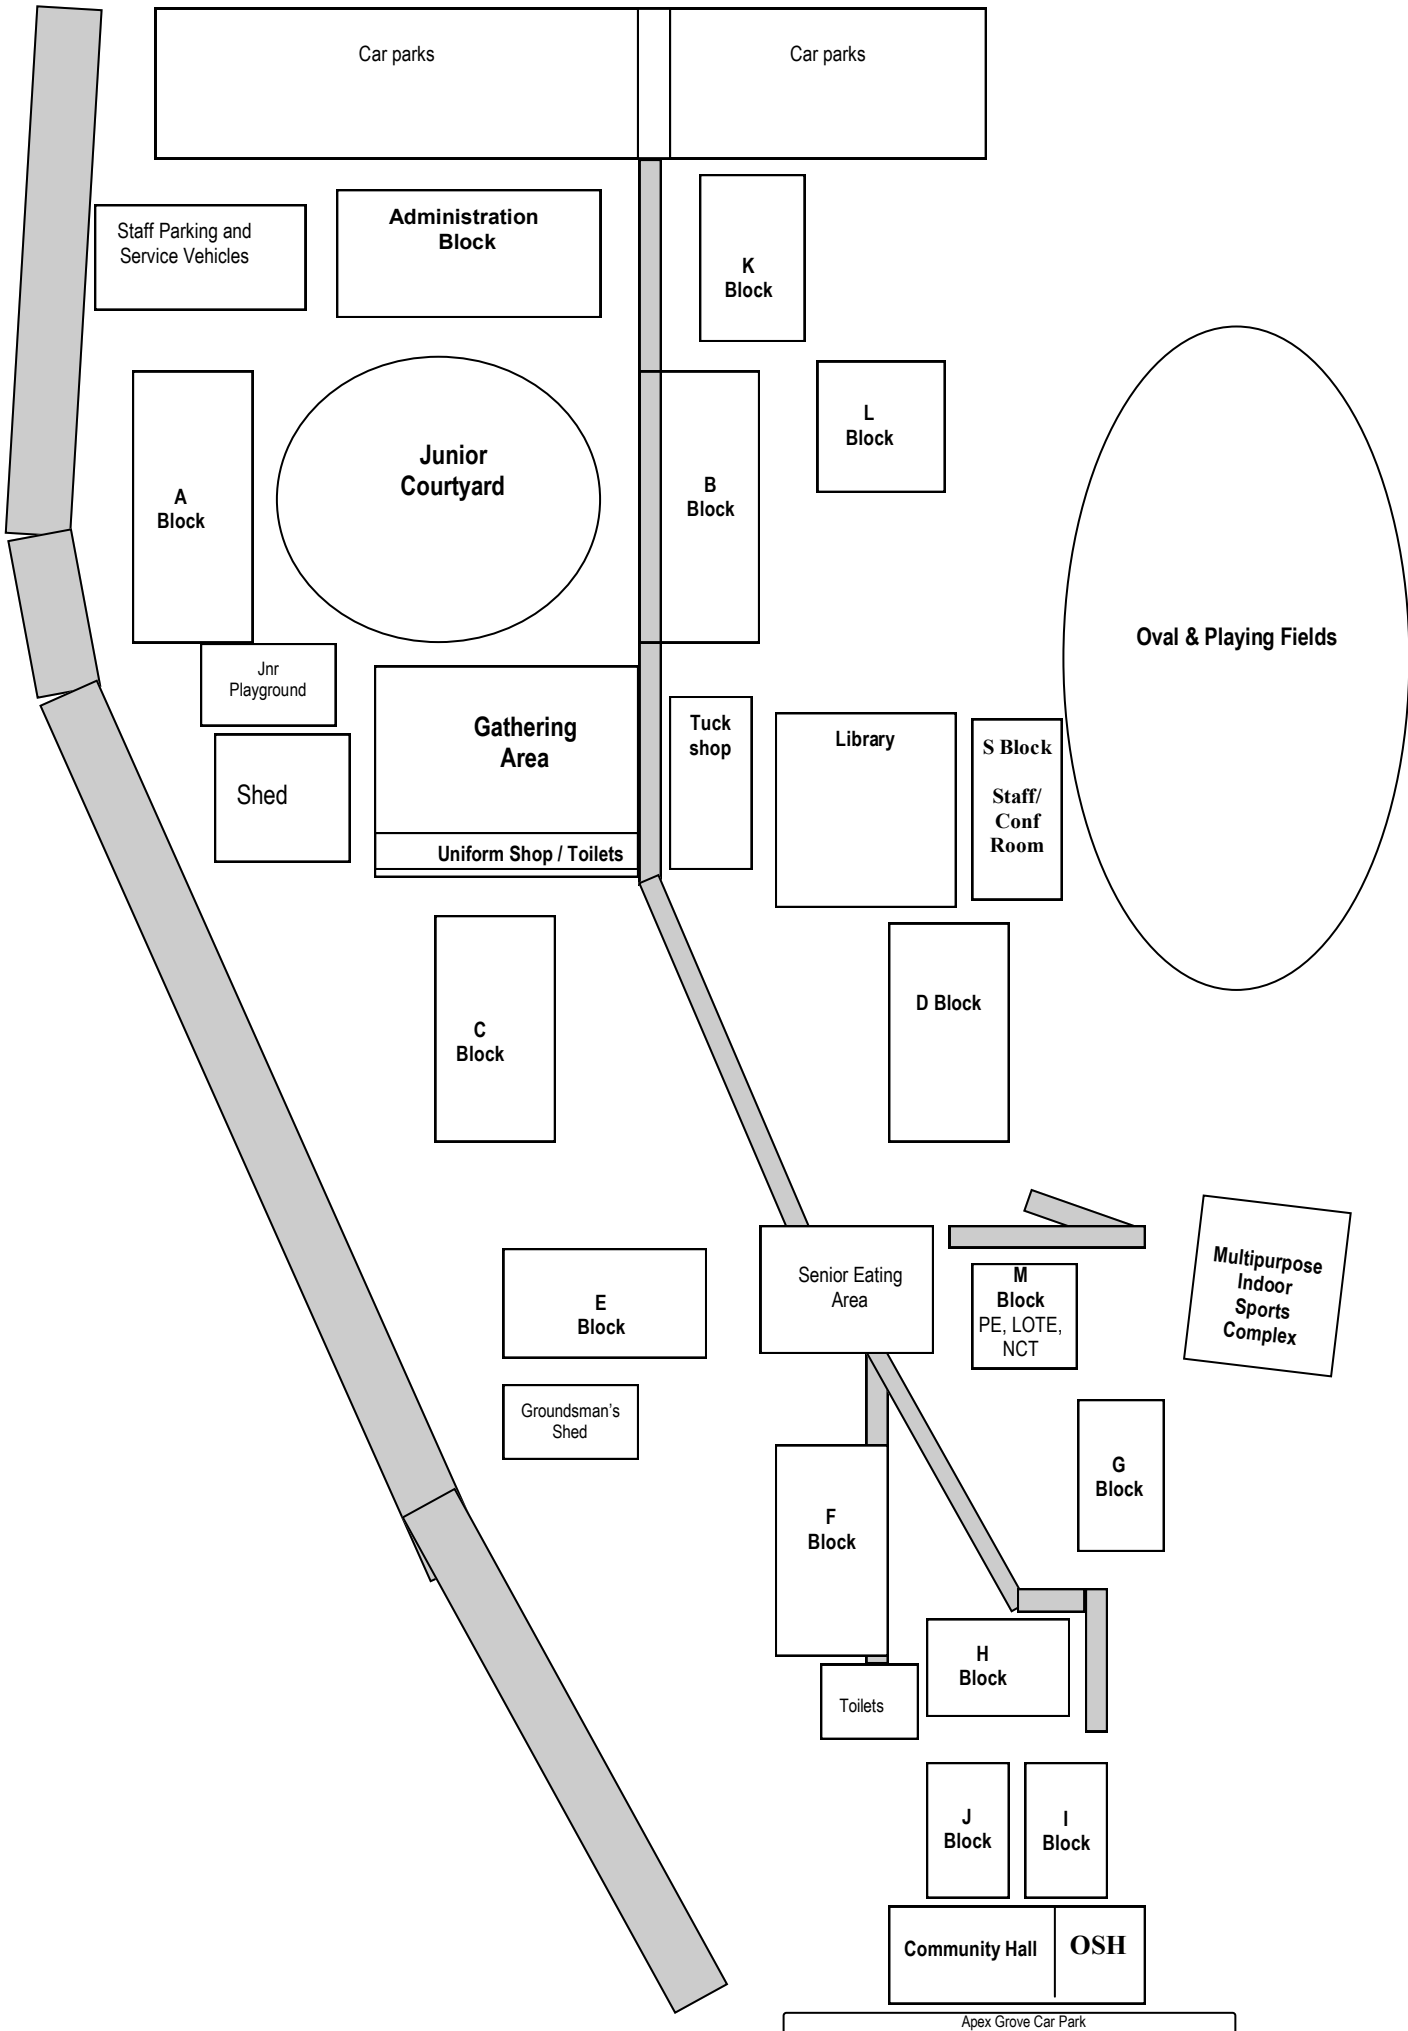 Car parks
Car parks
Staff Parking and
Service Vehicles
Administration
Block
K
Block
L
Block
Junior
Courtyard
A
Block
B
Block
Oval & Playing Fields
Jnr
Playground
Gathering
Area
Tuck
shop
Library
S Block
Staff/
Conf
Room
Shed
Uniform Shop / Toilets
C
Block
D Block
Senior Eating
Area
M
Block
PE, LOTE,
NCT
Multipurpose
Indoor
Sports
Complex
E
Block
Groundsman's
Shed
G
Block
F
Block
H
Block
Toilets
J
Block
I
Block
Community Hall
OSH
Apex Grove Car Park